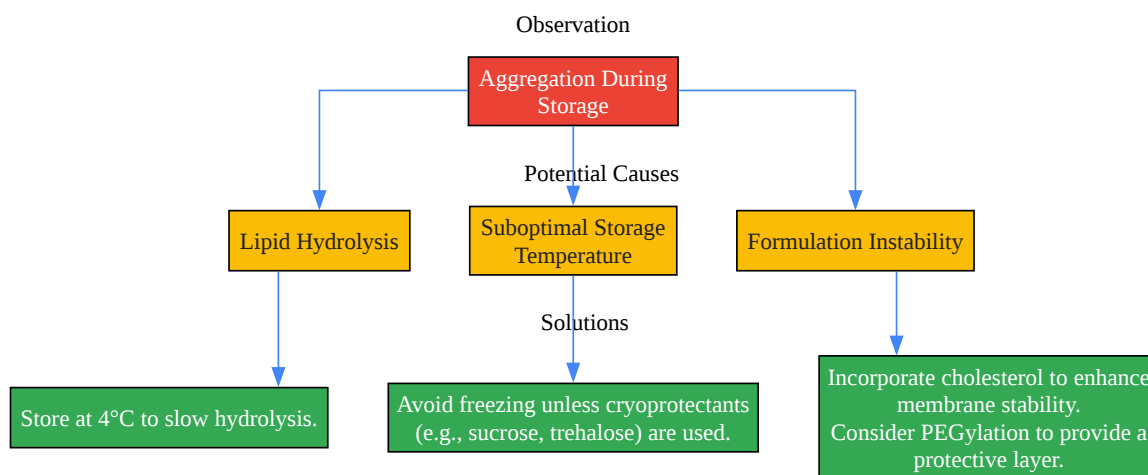 Observation
Aggregation During
Storage
Potential Causes
Lipid Hydrolysis
Suboptimal Storage
Temperature
Formulation Instability
Solutions
Store at 4°C to slow hydrolysis.
Avoid freezing unless cryoprotectants
(e.g., sucrose, trehalose) are used.
Incorporate cholesterol to enhance
membrane stability.
Consider PEGylation to provide a
protective layer.